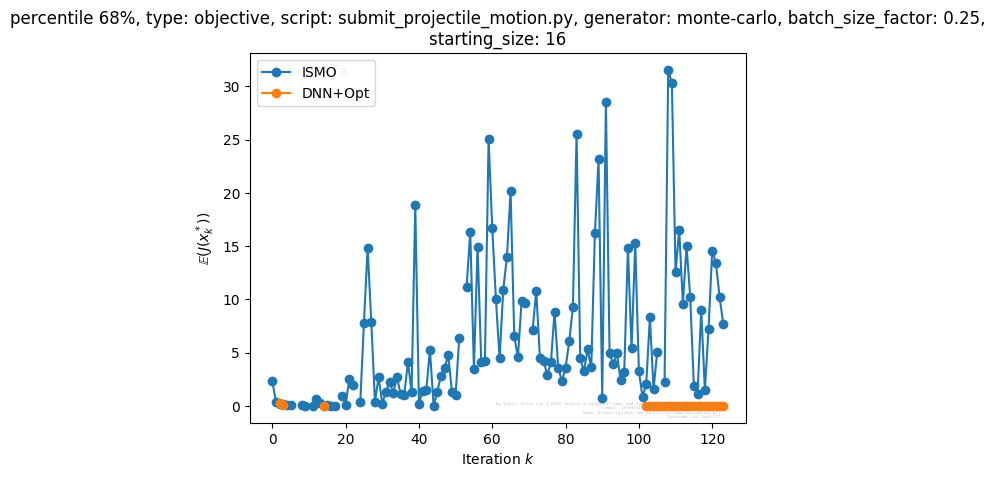 percentile 68%, type: objective, script: submit_projectile_motion.py, generator: monte-carlo, batch_size_factor: 0.25,
starting_size: 16
ISMO
DNN+Opt
30
25
20
15
10
5
0
𝔼(J(x_k^*))
0 20 40 60 80 100 120
Iteration k